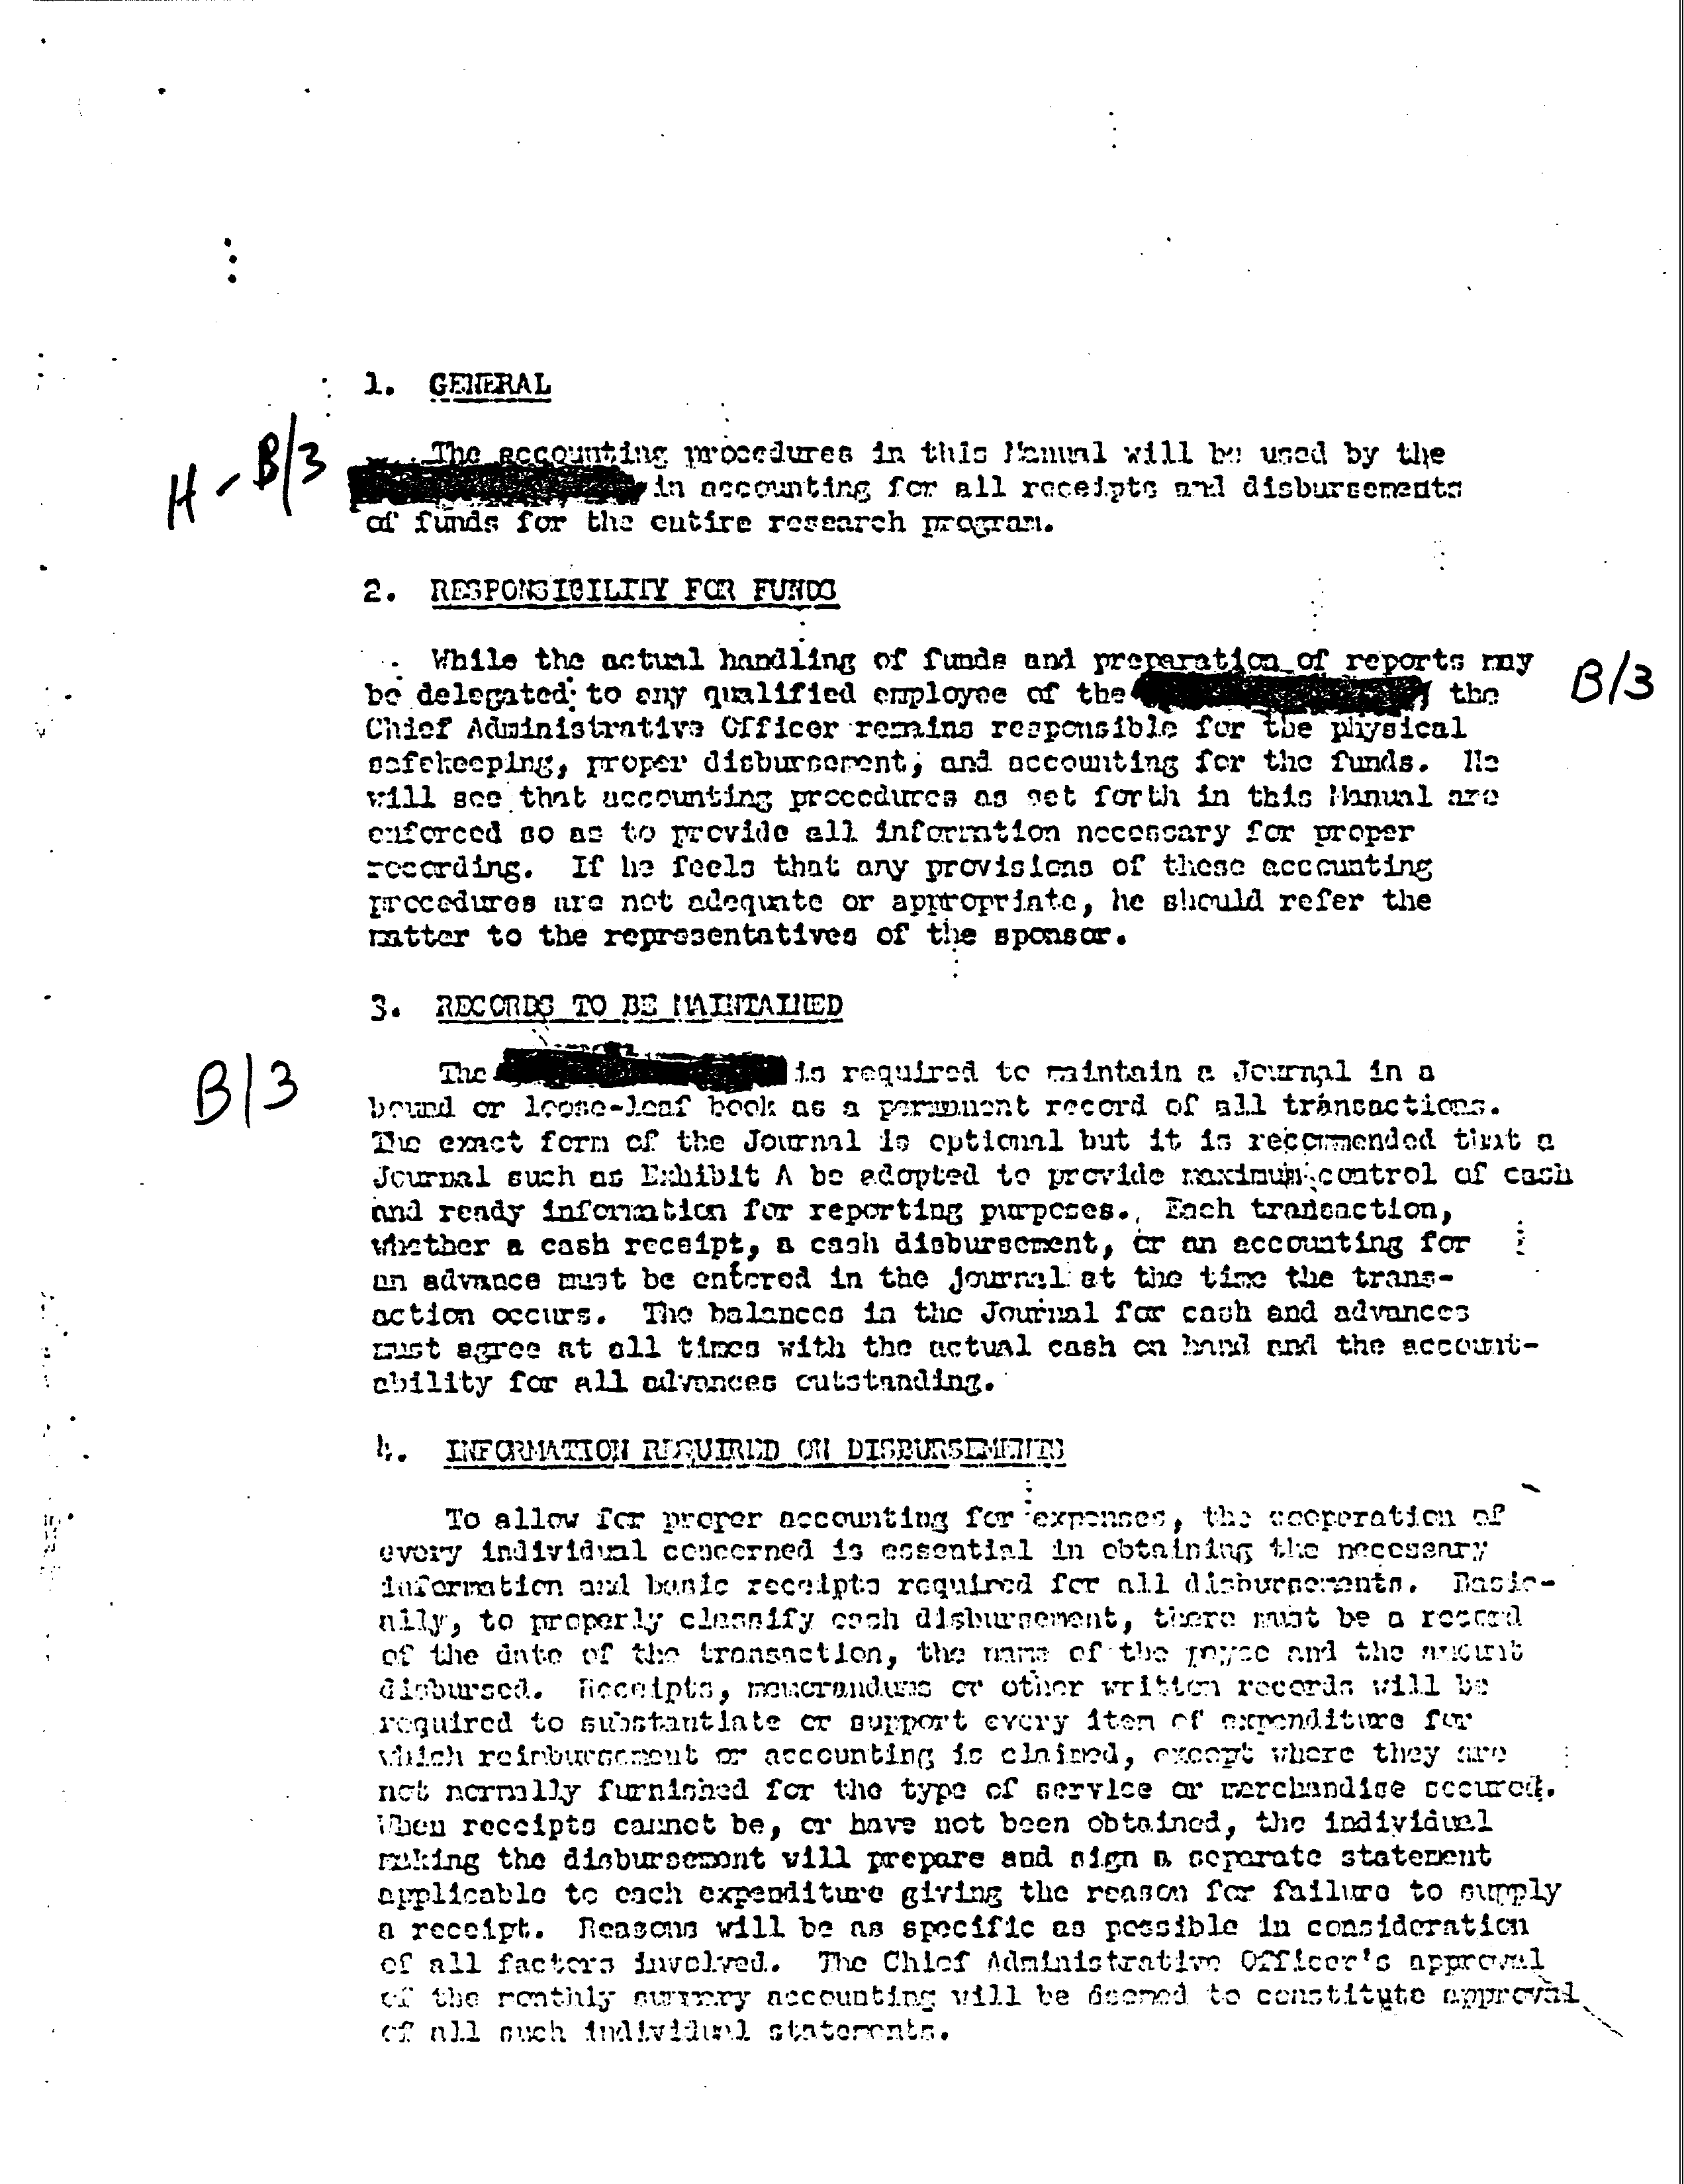 1. GENERAL
H-B/3
The accounting procedures in this Manual will be used by the
in accounting for all receipts and disbursements
of funds for the entire research program.
2. RESPONSIBILITY FOR FUNDS
While the actual handling of funds and preparation of reports may
be delegated to any qualified employee of the , the
B/3
Chief Administrative Officer remains responsible for the physical
safekeeping, proper disbursement, and accounting for the funds. He
will see that accounting procedures as set forth in this Manual are
enforced so as to provide all information necessary for proper
recording. If he feels that any provisions of these accounting
procedures are not adequate or appropriate, he should refer the
matter to the representatives of the sponsor.
3. RECORDS TO BE MAINTAINED
B/3
The is required to maintain a Journal in a
bound or loose-leaf book as a permanent record of all transactions.
The exact form of the Journal is optional but it is recommended that a
Journal such as Exhibit A be adopted to provide maximum control of cash
and ready information for reporting purposes. Each transaction,
whether a cash receipt, a cash disbursement, or an accounting for
an advance must be entered in the journal at the time the trans-
action occurs. The balances in the Journal for cash and advances
must agree at all times with the actual cash on hand and the account-
ability for all advances outstanding.
4. INFORMATION REQUIRED ON DISBURSEMENTS
To allow for proper accounting for expenses, the cooperation of
every individual concerned is essential in obtaining the necessary
information and basic receipts required for all disbursements. Basic-
ally, to properly classify each disbursement, there must be a record
of the date of the transaction, the name of the payee and the amount
disbursed. Receipts, memorandums or other written records will be
required to substantiate or support every item of expenditure for
which reimbursement or accounting is claimed, except where they are
not normally furnished for the type of service or merchandise secured.
When receipts cannot be, or have not been obtained, the individual
making the disbursement will prepare and sign a separate statement
applicable to each expenditure giving the reason for failure to supply
a receipt. Reasons will be as specific as possible in consideration
of all factors involved. The Chief Administrative Officer's approval
of the monthly summary accounting will be deemed to constitute approval
of all such individual statements.